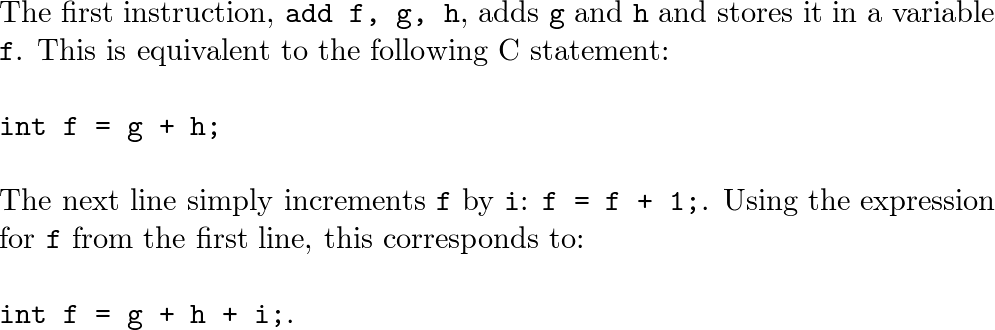 The first instruction, add f, g, h, adds g and h and stores it in a variable
f. This is equivalent to the following C statement:
int f = g + h;
The next line simply increments f by i: f = f + 1;. Using the expression
for f from the first line, this corresponds to:
int f = g + h + i;.